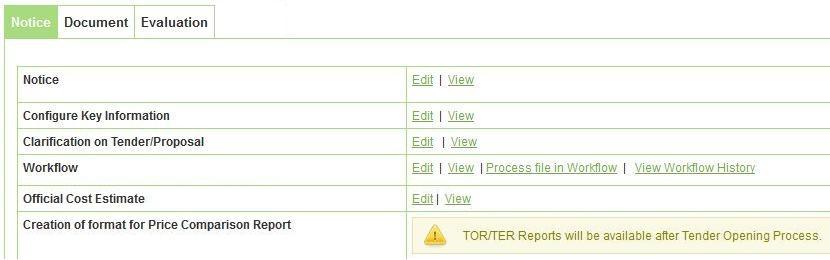 Notice Document Evaluation
Notice Edit | View
Configure Key Information Edit | View
Clarification on Tender/Proposal Edit | View
Workflow Edit | View | Process file in Workflow | View Workflow History
Official Cost Estimate Edit | View
Creation of format for Price Comparison Report TOR/TER Reports will be available after Tender Opening Process.